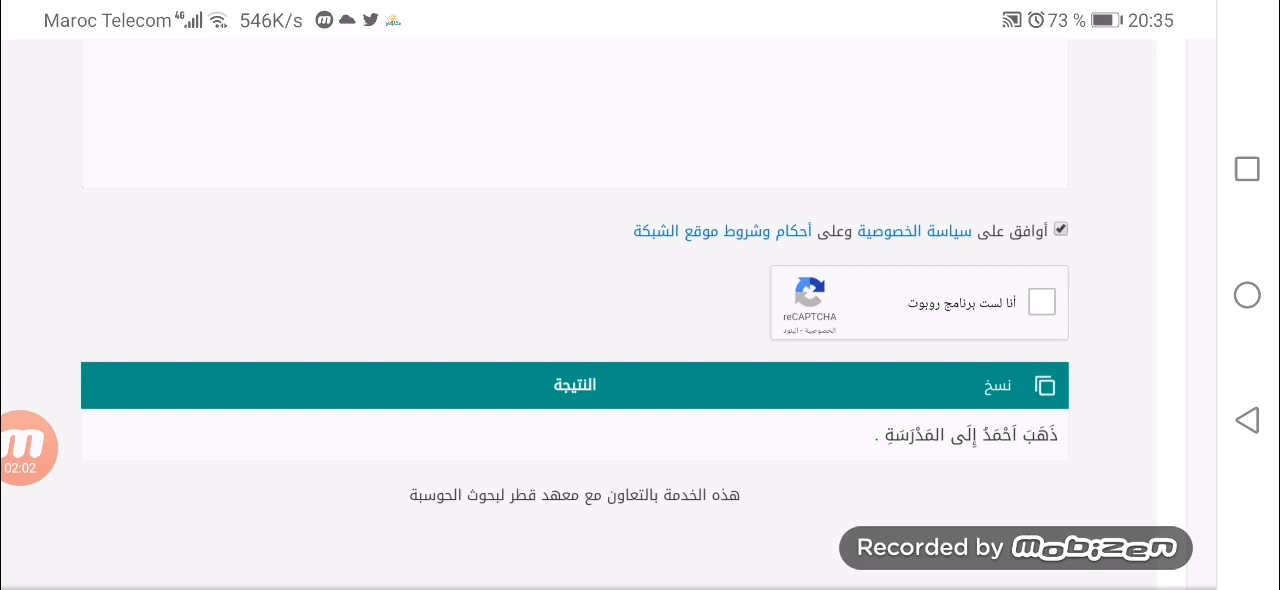 Maroc Telecom 4G 546K/s 73 % 20:35
أوافق على سياسة الخصوصية وعلى أحكام وشروط موقع الشبكة
أنا لست برنامج روبوت
reCAPTCHA
الخصوصية - البنود
نسخ
النتيجة
ذَهَبَ اَحْمَدُ إِلَى المَدْرَسَةِ .
02:02
هذه الخدمة بالتعاون مع معهد قطر لبحوث الحوسبة
Recorded by mobizen